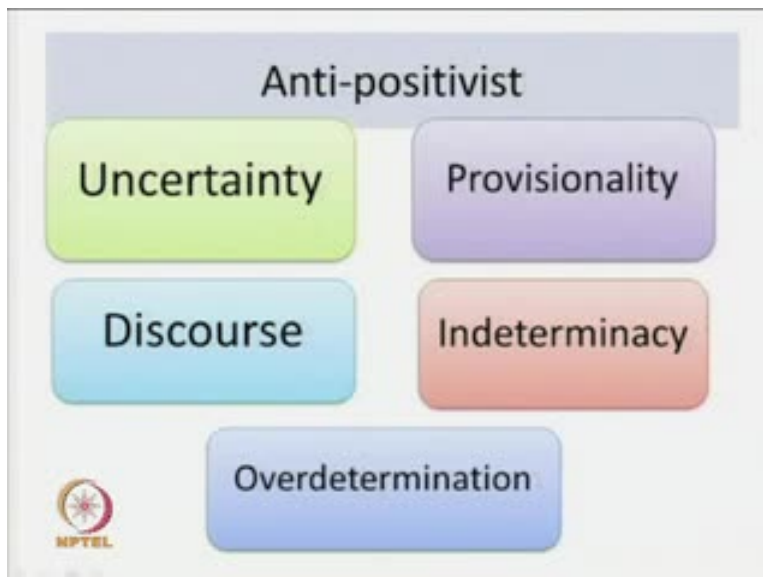 Anti-positivist
Uncertainty
Provisionality
Discourse
Indeterminacy
Overdetermination
NPTEL